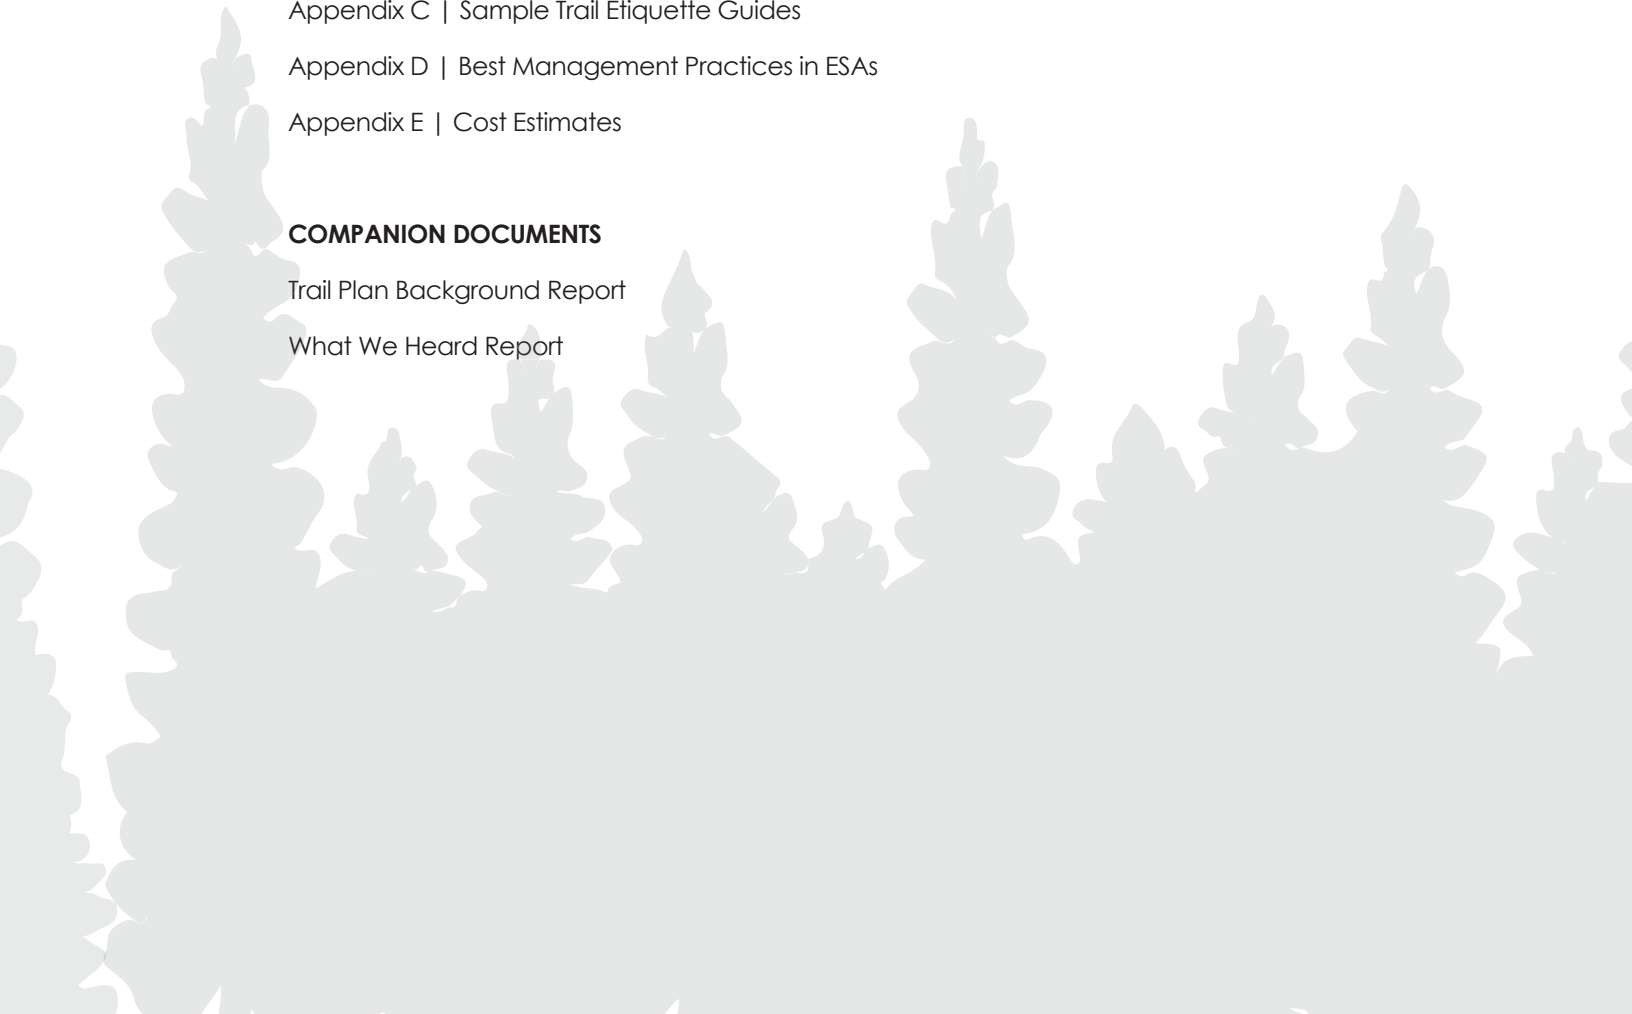 Appendix C | Sample Trail Etiquette Guides
Appendix D | Best Management Practices in ESAs
Appendix E | Cost Estimates
COMPANION DOCUMENTS
Trail Plan Background Report
What We Heard Report